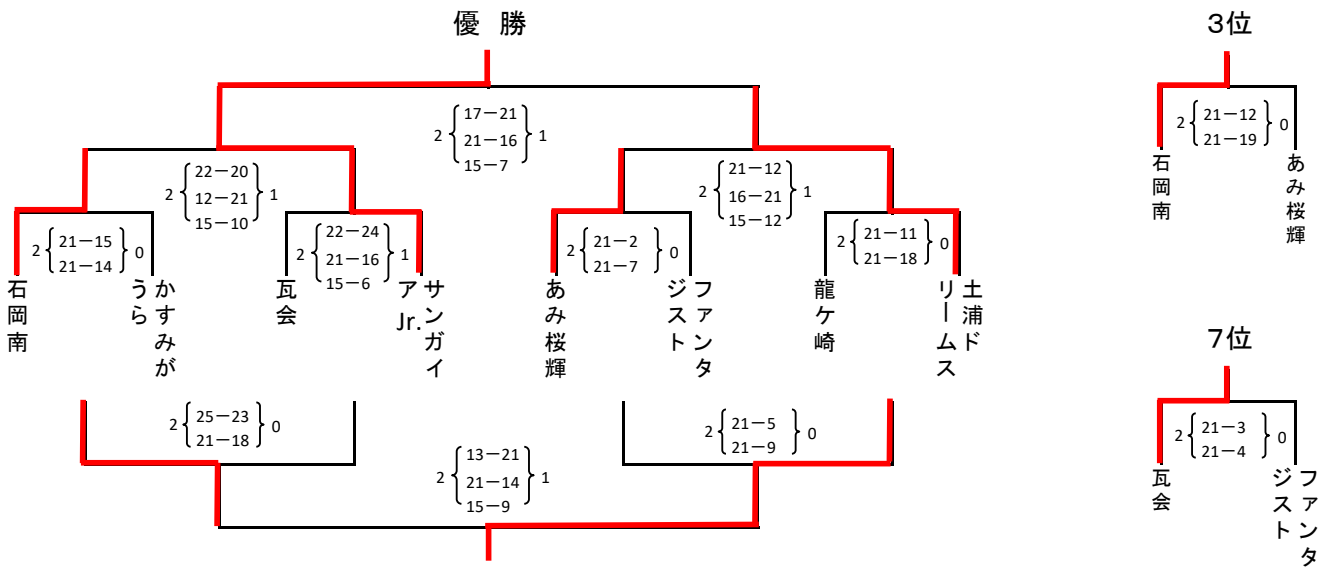 優 勝
3位
2 17－21 1
21－16
15－7
2 21－12 0
21－19
石岡南
あみ桜輝
2 22－20 1
12－21
15－10
2 21－12 1
16－21
15－12
2 21－15 0
21－14
2 22－24 1
21－16
15－6
2 21－2 0
21－7
2 21－11 0
21－18
石岡南
かすみが
うら
瓦会
サンガイ
アJr.
あみ桜輝
ファンタ
ジスト
龍ケ崎
土浦ド
リームス
7位
2 25－23 0
21－18
2 21－5 0
21－9
2 13－21 1
21－14
15－9
2 21－3 0
21－4
瓦会
ファンタ
ジスト